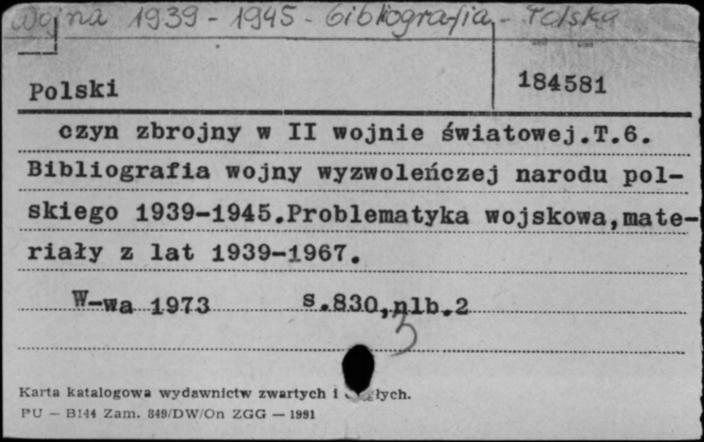 Wojna 1939 - 1945 - bibliografia, - Polska
Polski
184581
czyn zbrojny w II wojnie światowej.T.6.
Bibliografia wojny wyzwoleńczej narodu pol-
skiego 1939-1945.Problematyka wojskowa,mate-
riały z lat 1939-1967.
W-wa 1973 s.830,nlb.2
5
Karta katalogowa wydawnictw zwartych i
PU — B144 Zam. 849/DW/On ZGG — 1991